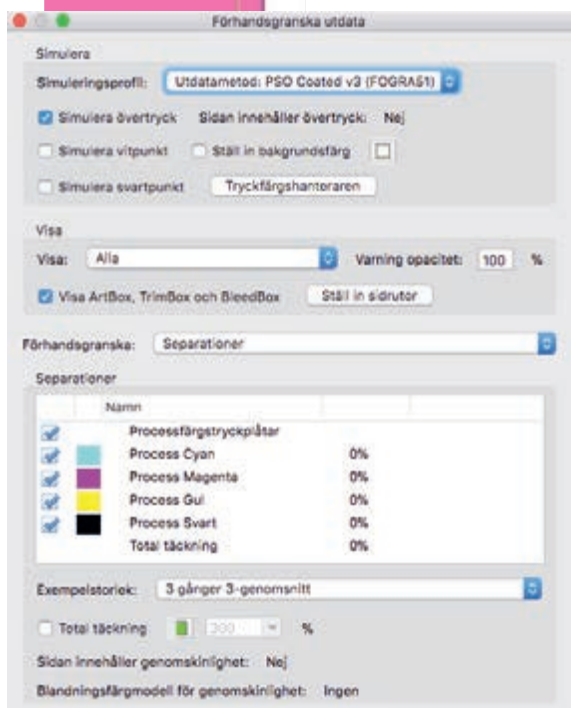 Förhandsgranska utdata
Simulera
Simuleringsprofil: Utdatametod: PSO Coated v3 (FOGRA51)
Simulera övertryck Sidan innehåller övertryck: Nej
Simulera vitpunkt Ställ in bakgrundsfärg
Simulera svartpunkt Tryckfärgshanteraren
Visa
Visa: Alla Varning opacitet: 100 %
Visa ArtBox, TrimBox och BleedBox Ställ in sidrutor
Förhandsgranska: Separationer
Separationer
Namn
Processfärgstryckplåtar
Process Cyan 0%
Process Magenta 0%
Process Gul 0%
Process Svart 0%
Total täckning 0%
Exempelstorlek: 3 gånger 3-genomsnitt
Total täckning 300 %
Sidan innehåller genomskinlighet: Nej
Blandningsfärgmodell för genomskinlighet: Ingen